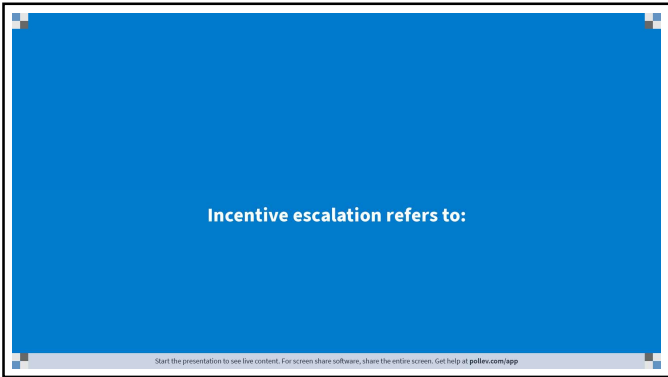 Incentive escalation refers to:
Start the presentation to see live content. For screen share software, share the entire screen. Get help at pollev.com/app